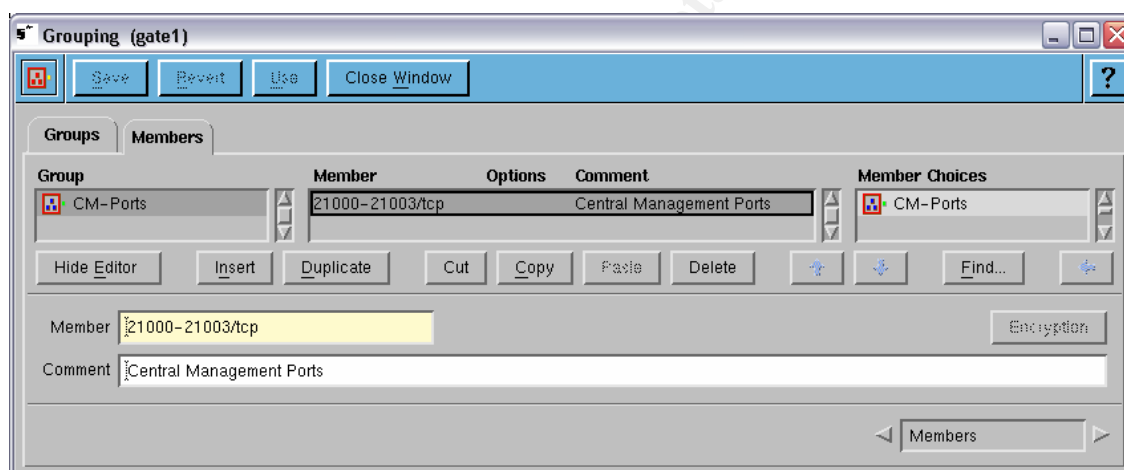 Grouping (gate1)
Save Revert Use Close Window ?
Groups Members
Group Member Options Comment Member Choices
CM-Ports 21000-21003/tcp Central Management Ports CM-Ports
Hide Editor Insert Duplicate Cut Copy Paste Delete Find...
Member 21000-21003/tcp Encryption
Comment Central Management Ports
Members